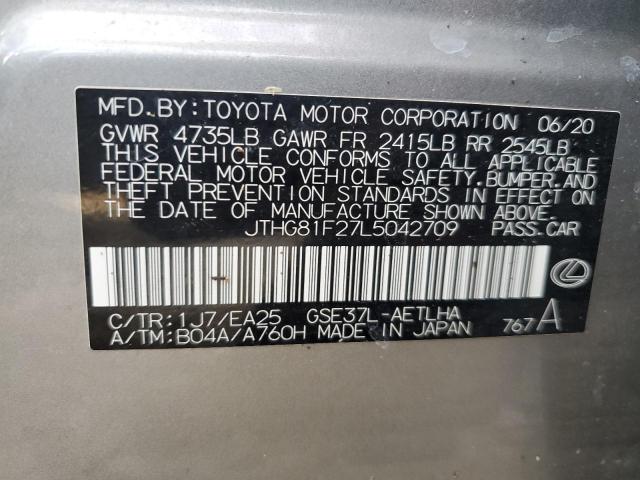 MFD.BY:TOYOTA MOTOR CORPORATION 06/20
GVWR 4735LB GAWR FR 2415LB RR 2545LB
THIS VEHICLE CONFORMS TO ALL APPLICABLE
FEDERAL MOTOR VEHICLE SAFETY,BUMPER,AND
THEFT PREVENTION STANDARDS IN EFFECT ON
THE DATE OF MANUFACTURE SHOWN ABOVE.
JTHG81F27L5042709 PASS.CAR
C/TR:1J7/EA25 GSE37L-AETLHA
A/TM:B04A/A760H MADE IN JAPAN 767A